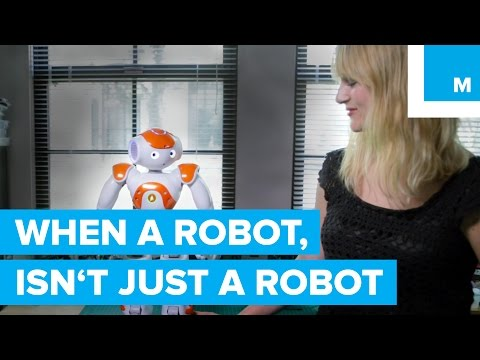 M
WHEN A ROBOT,
ISN‘T JUST A ROBOT